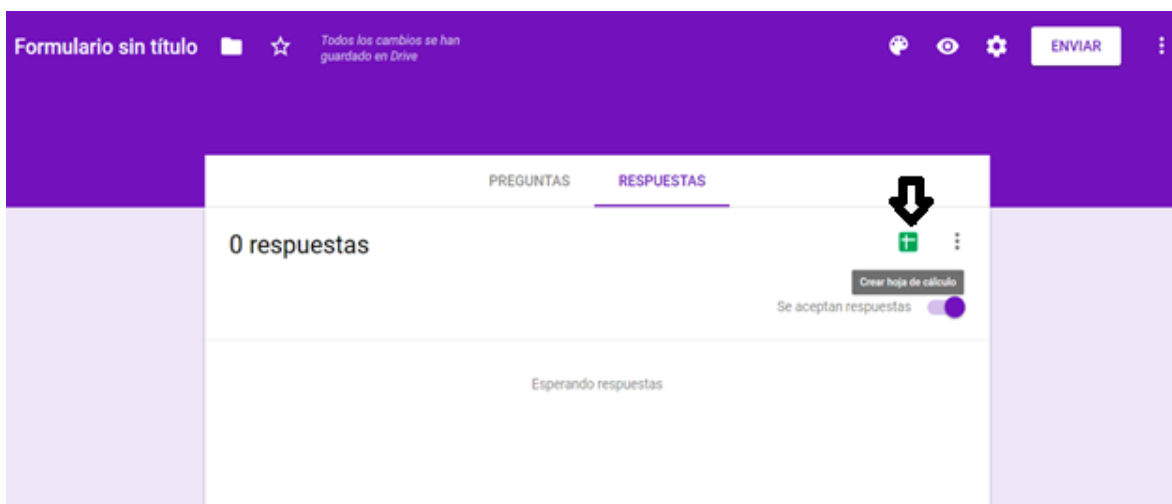 Formulario sin título
Todos los cambios se han
guardado en Drive
ENVIAR
PREGUNTAS
RESPUESTAS
0 respuestas
Crear hoja de cálculo
Se aceptan respuestas
Esperando respuestas